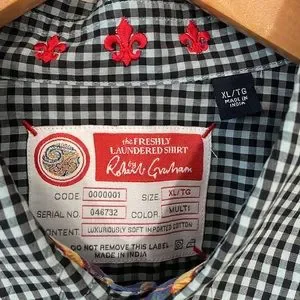 XL/TG
MADE IN
INDIA
the FRESHLY
LAUNDERED SHIRT
by
Robert Graham
CODE 0000001 SIZE XL/TG
SERIAL NO. 046732 COLOR MULTI
CONTENT LUXURIOUSLY SOFT IMPORTED COTTON
DO NOT REMOVE THIS LABEL
MADE IN INDIA